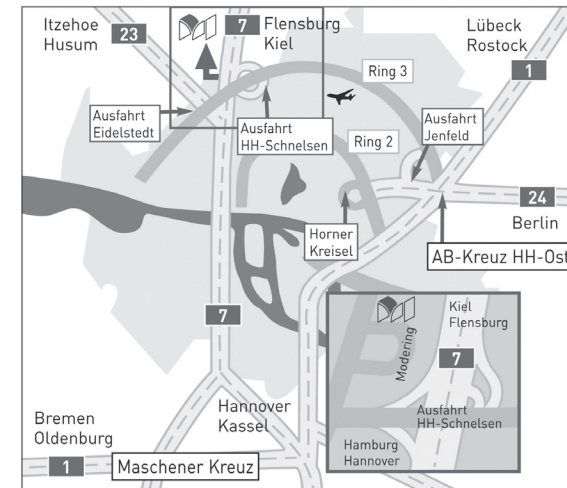 Itzehoe
Husum
23
7
Flensburg
Kiel
Lübeck
Rostock
1
Ring 3
Ausfahrt
Eidelstedt
Ausfahrt
HH-Schnelsen
Ring 2
Ausfahrt
Jenfeld
24
Berlin
Horner
Kreisel
AB-Kreuz HH-Ost
7
Kiel
Flensburg
Modering
7
Ausfahrt
HH-Schnelsen
Hamburg
Hannover
Hannover
Kassel
Bremen
Oldenburg
1
Maschener Kreuz